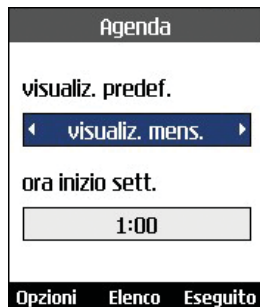 Agenda
visualiz. predef.
visualiz. mens.
ora inizio sett.
1:00
Opzioni Elenco Eseguito